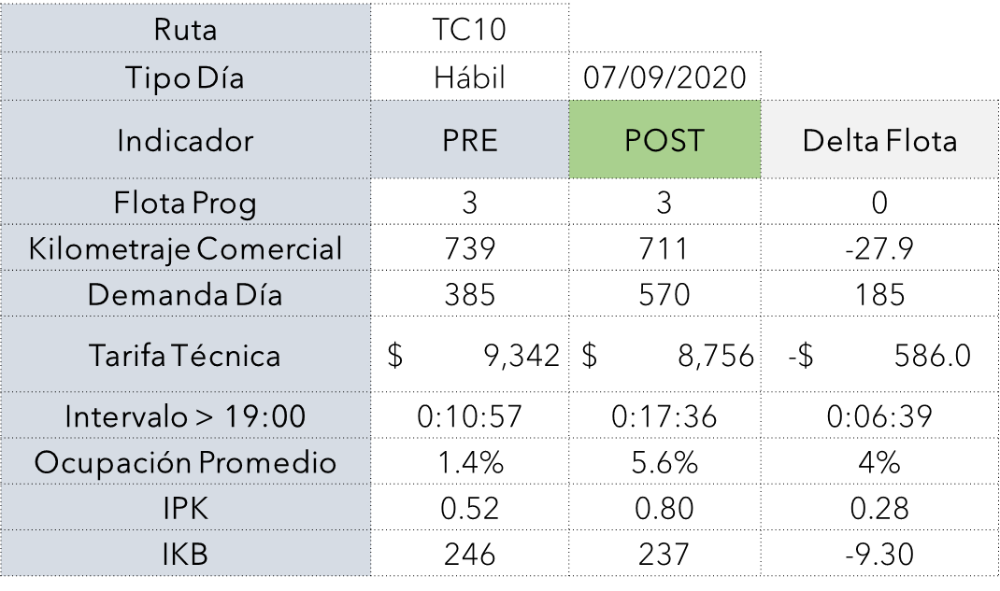 Ruta TC10
Tipo Día Hábil 07/09/2020
Indicador PRE POST Delta Flota
Flota Prog 3 3 0
Kilometraje Comercial 739 711 -27.9
Demanda Día 385 570 185
Tarifa Técnica $ 9,342 $ 8,756 -$ 586.0
Intervalo > 19:00 0:10:57 0:17:36 0:06:39
Ocupación Promedio 1.4% 5.6% 4%
IPK 0.52 0.80 0.28
IKB 246 237 -9.30